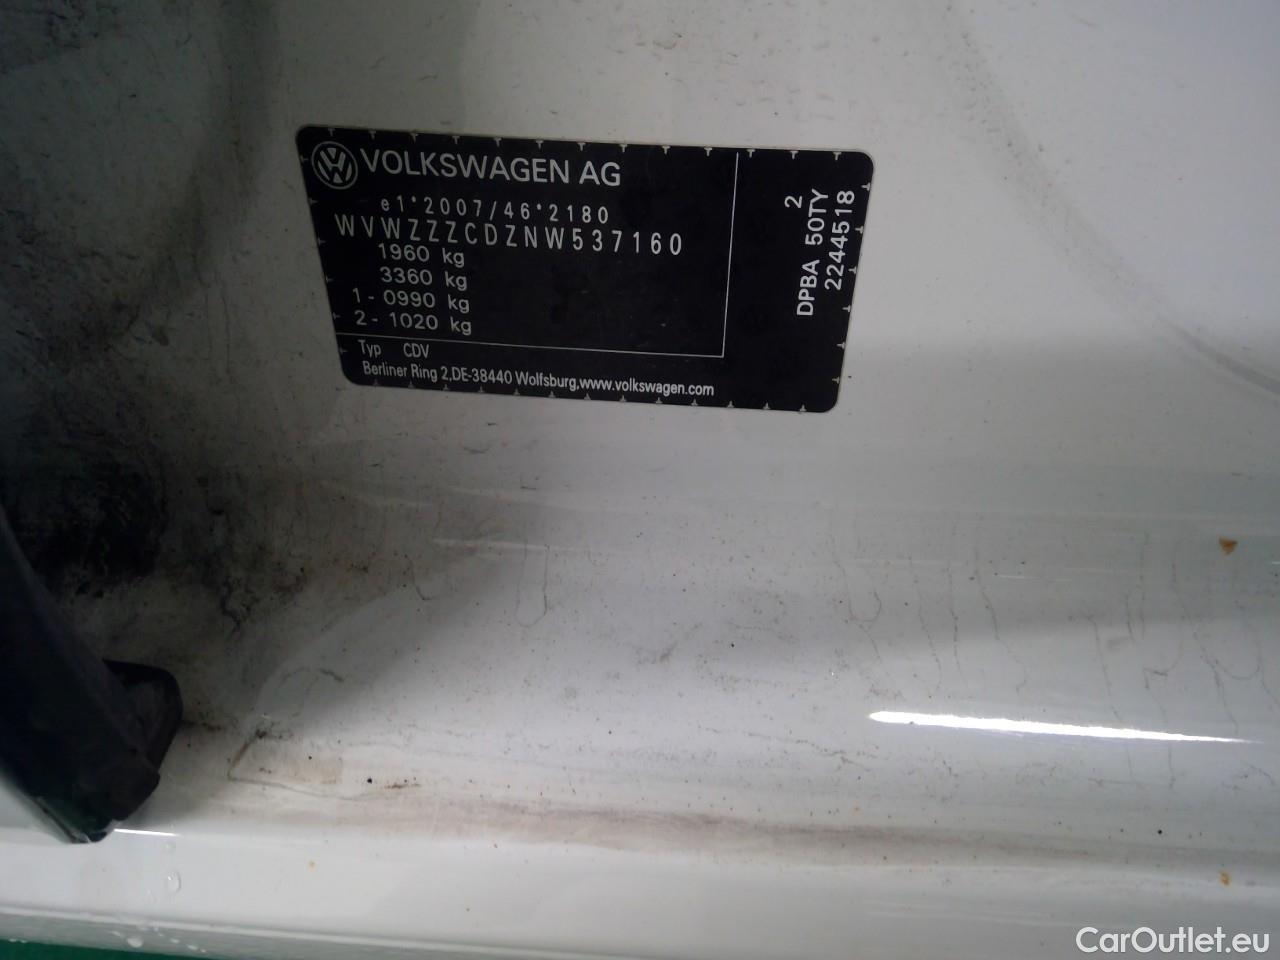 VOLKSWAGEN AG
e1*2007/46*2180
WVWZZZCDZNW537160
1960 kg
3360 kg
1 - 0990 kg
2 - 1020 kg
Typ CDV
Berliner Ring 2,DE-38440 Wolfsburg,www.volkswagen.com
2
DPBA 50TY
2244518
CarOutlet.eu